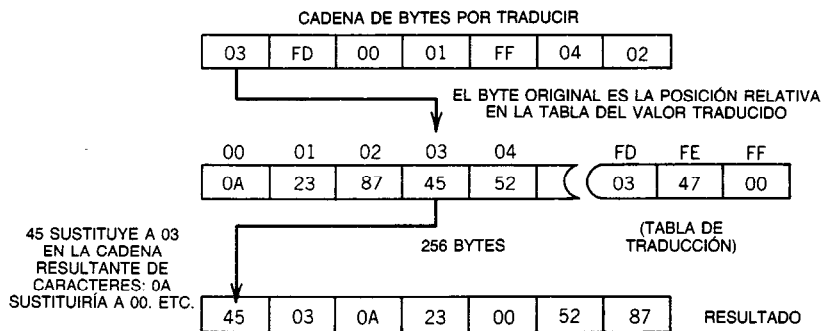 CADENA DE BYTES POR TRADUCIR
03 FD 00 01 FF 04 02
EL BYTE ORIGINAL ES LA POSICIÓN RELATIVA
EN LA TABLA DEL VALOR TRADUCIDO
00 01 02 03 04 FD FE FF
0A 23 87 45 52 03 47 00
256 BYTES
(TABLA DE
TRADUCCIÓN)
45 SUSTITUYE A 03
EN LA CADENA
RESULTANTE DE
CARACTERES: 0A
SUSTITUIRÍA A 00. ETC.
45 03 0A 23 00 52 87 RESULTADO